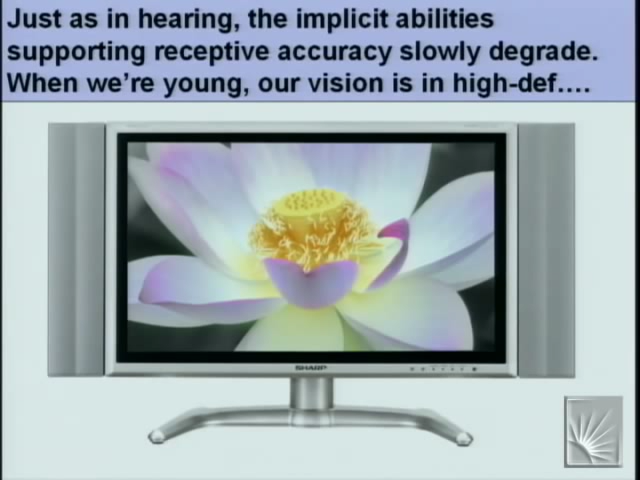 Just as in hearing, the implicit abilities
supporting receptive accuracy slowly degrade.
When we’re young, our vision is in high-def….
SHARP